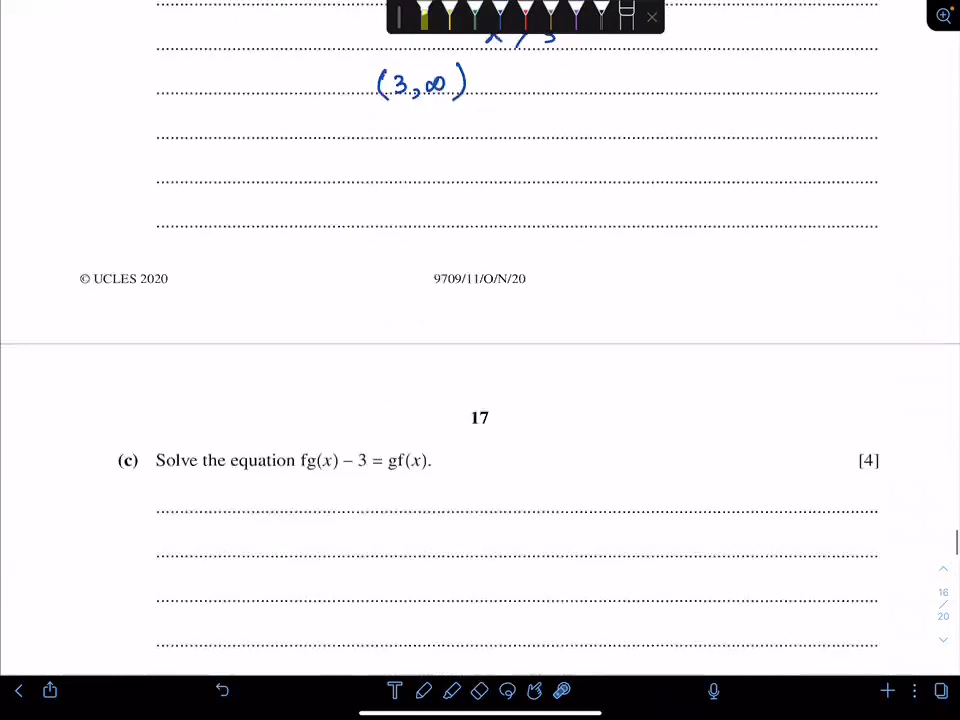 (3, ∞)
© UCLES 2020
9709/11/O/N/20
17
(c) Solve the equation fg(x) – 3 = gf(x). [4]
16
/
20